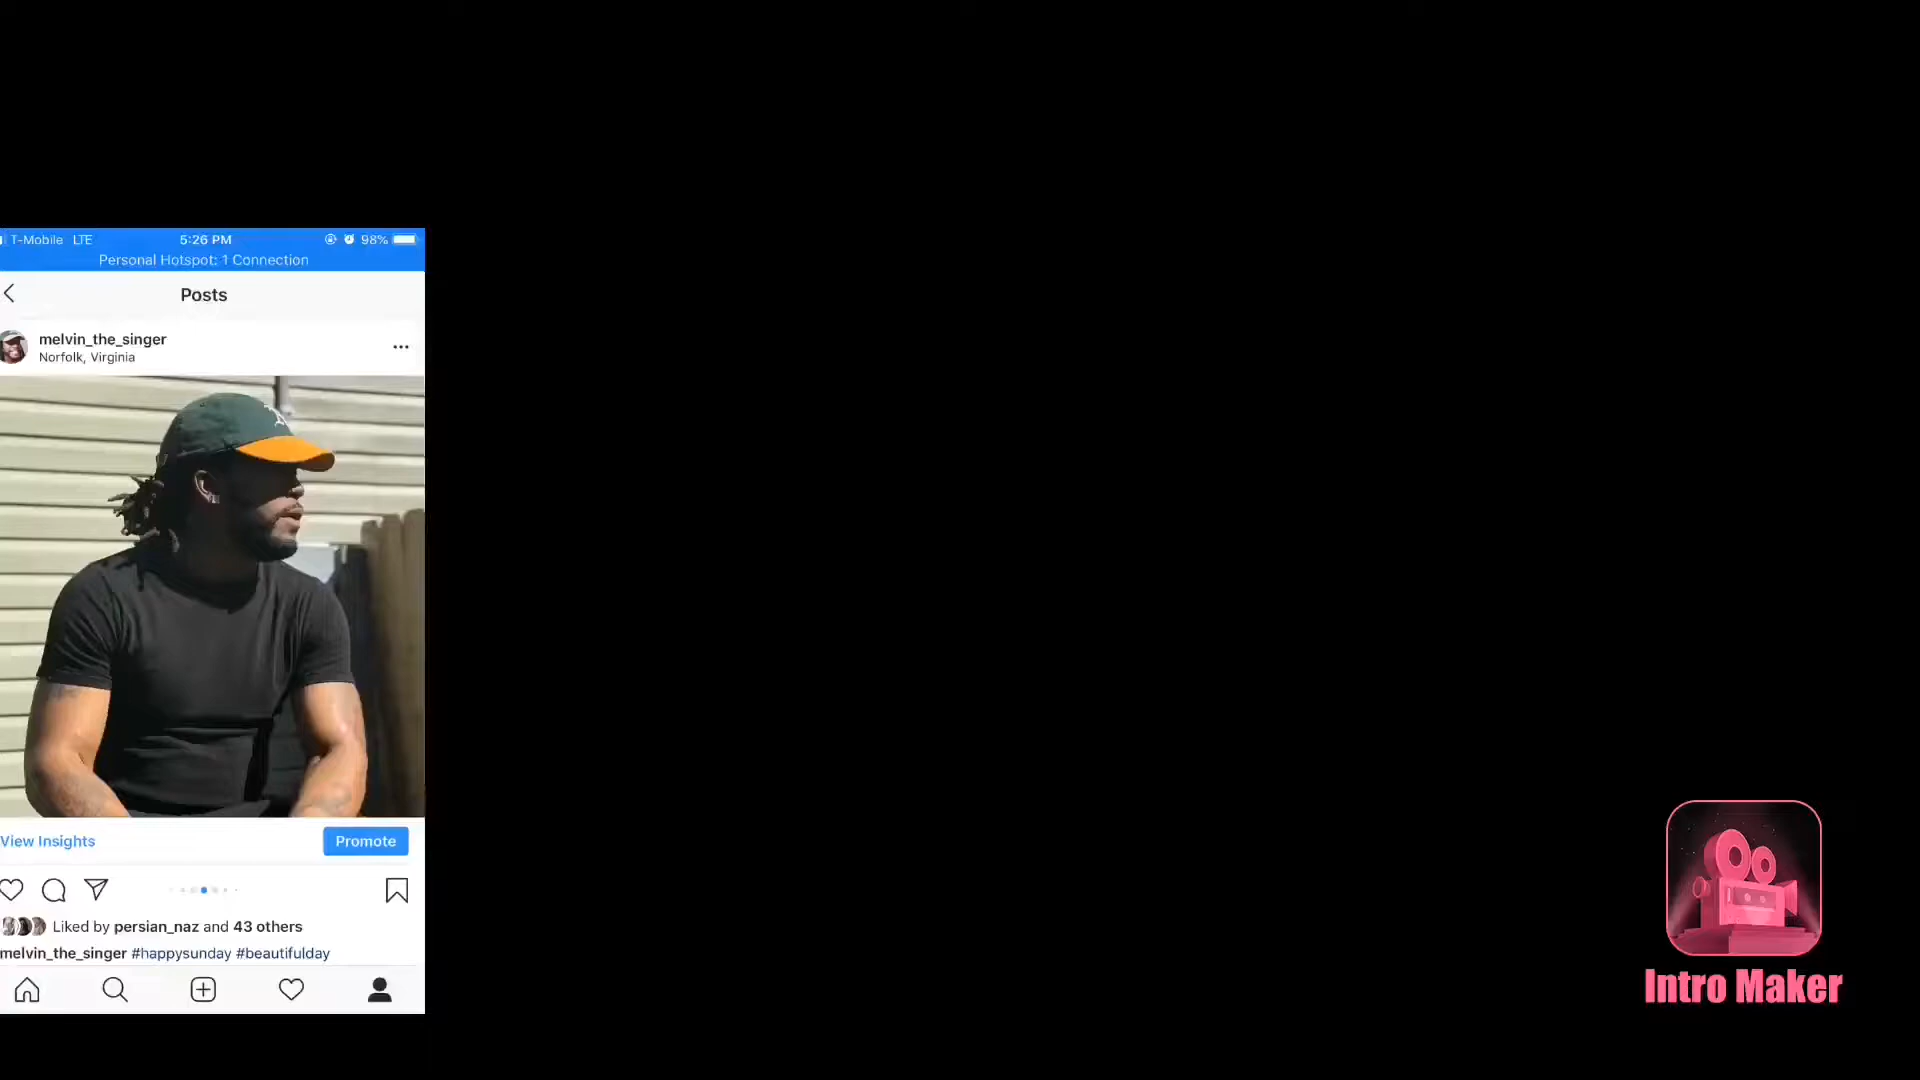 T-Mobile LTE 5:26 PM 98%
Personal Hotspot: 1 Connection
Posts
melvin_the_singer
Norfolk, Virginia
View Insights Promote
Liked by persian_naz and 43 others
melvin_the_singer #happysunday #beautifulday
Intro Maker